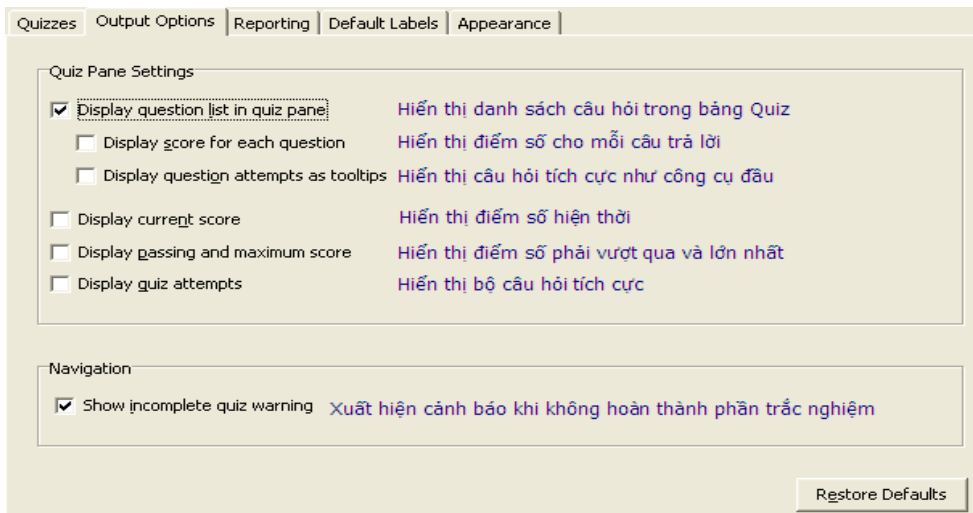 Quizzes Output Options Reporting Default Labels Appearance
Quiz Pane Settings
Display question list in quiz pane Hiển thị danh sách câu hỏi trong bảng Quiz
Display score for each question Hiển thị điểm số cho mỗi câu trả lời
Display question attempts as tooltips Hiển thị câu hỏi tích cực như công cụ đầu
Display current score Hiển thị điểm số hiện thời
Display passing and maximum score Hiển thị điểm số phải vượt qua và lớn nhất
Display quiz attempts Hiển thị bộ câu hỏi tích cực
Navigation
Show incomplete quiz warning Xuất hiện cảnh báo khi không hoàn thành phần trắc nghiệm
Restore Defaults